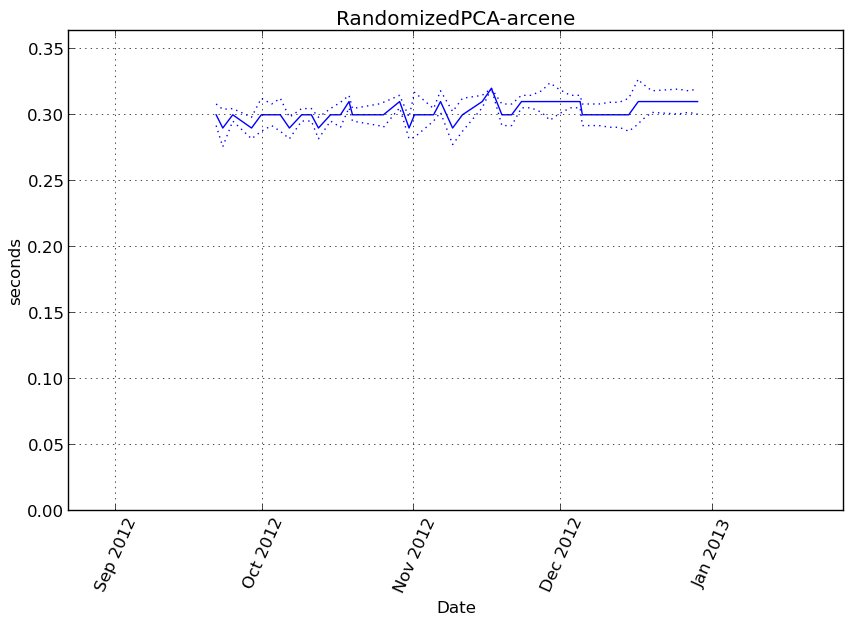 RandomizedPCA-arcene
0.35
0.30
0.25
0.20
0.15
0.10
0.05
0.00
seconds
Sep 2012
Oct 2012
Nov 2012
Dec 2012
Jan 2013
Date